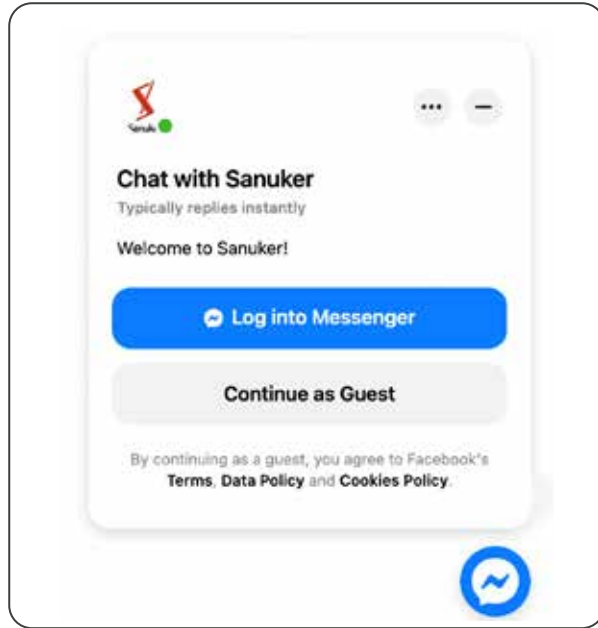 Chat with Sanuker
Typically replies instantly
Welcome to Sanuker!
Log into Messenger
Continue as Guest
By continuing as a guest, you agree to Facebook's
Terms, Data Policy and Cookies Policy.